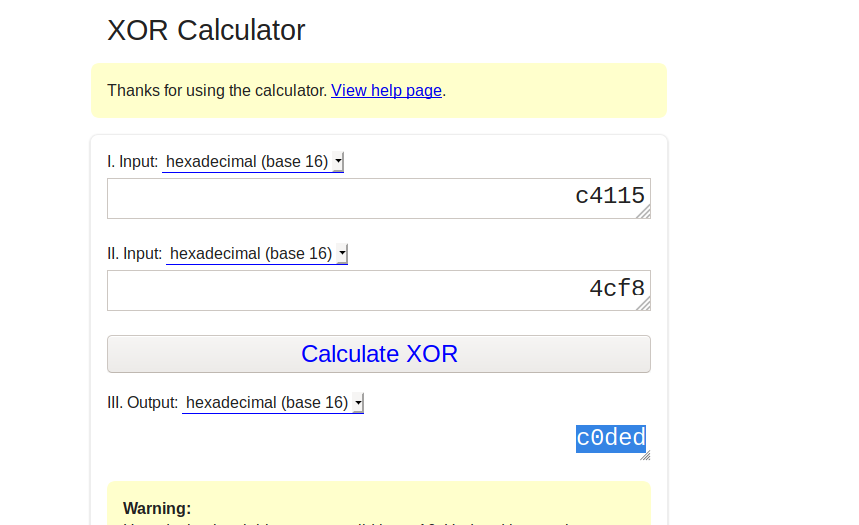 XOR Calculator
Thanks for using the calculator. View help page.
I. Input: hexadecimal (base 16)
c4115
II. Input: hexadecimal (base 16)
4cf8
Calculate XOR
III. Output: hexadecimal (base 16)
c0ded
Warning: